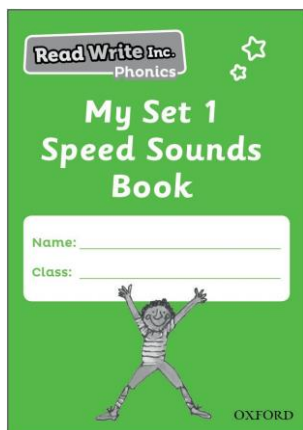 Read Write Inc.
Phonics
My Set 1
Speed Sounds
Book
Name:
Class:
OXFORD